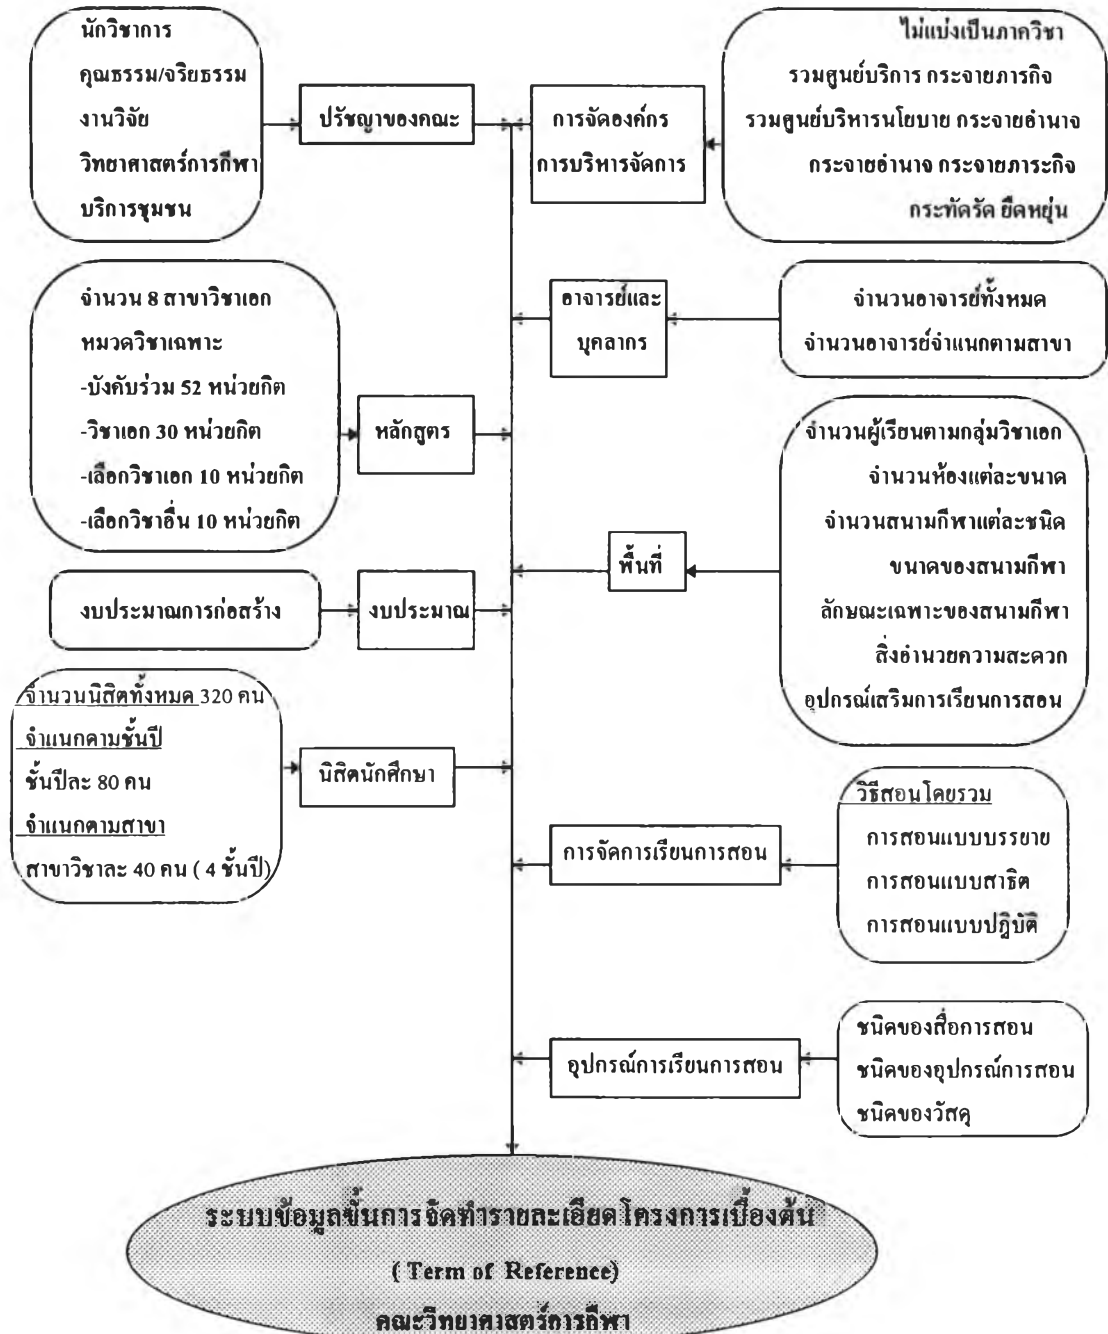 นักวิชาการ
คุณธรรม/จริยธรรม
งานวิจัย
วิทยาศาสตร์การกีฬา
บริการชุมชน
ปรัชญาของคณะ
การจัดองค์กร
การบริหารจัดการ
ไม่แบ่งเป็นภาควิชา
รวมศูนย์บริการ กระจายภารกิจ
รวมศูนย์บริหารนโยบาย กระจายอำนาจ
กระจายอำนาจ กระจายภาระกิจ
กระทัดรัด ยืดหยุ่น
จำนวน 8 สาขาวิชาเอก
หมวดวิชาเฉพาะ
-บังคับร่วม 52 หน่วยกิต
-วิชาเอก 30 หน่วยกิต
-เลือกวิชาเอก 10 หน่วยกิต
-เลือกวิชาอื่น 10 หน่วยกิต
หลักสูตร
อาจารย์และ
บุคลากร
จำนวนอาจารย์ทั้งหมด
จำนวนอาจารย์จำแนกตามสาขา
พื้นที่
จำนวนผู้เรียนตามกลุ่มวิชาเอก
จำนวนห้องแต่ละขนาด
จำนวนสนามกีฬาแต่ละชนิด
ขนาดของสนามกีฬา
ลักษณะเฉพาะของสนามกีฬา
สิ่งอำนวยความสะดวก
อุปกรณ์เสริมการเรียนการสอน
งบประมาณการก่อสร้าง
งบประมาณ
จำนวนนิสิตทั้งหมด 320 คน
จำแนกตามชั้นปี
ชั้นปีละ 80 คน
จำแนกตามสาขา
สาขาวิชาละ 40 คน ( 4 ชั้นปี)
นิสิตนักศึกษา
การจัดการเรียนการสอน
วิธีสอนโดยรวม
การสอนแบบบรรยาย
การสอนแบบสาธิต
การสอนแบบปฎิบัติ
อุปกรณ์การเรียนการสอน
ชนิดของสื่อการสอน
ชนิดของอุปกรณ์การสอน
ชนิดของวัสดุ
ระบบข้อมูลขั้นการจัดทำรายละเอียดโครงการเบื้องต้น
( Term of Reference)
คณะวิทยาศาสตร์การกีฬา